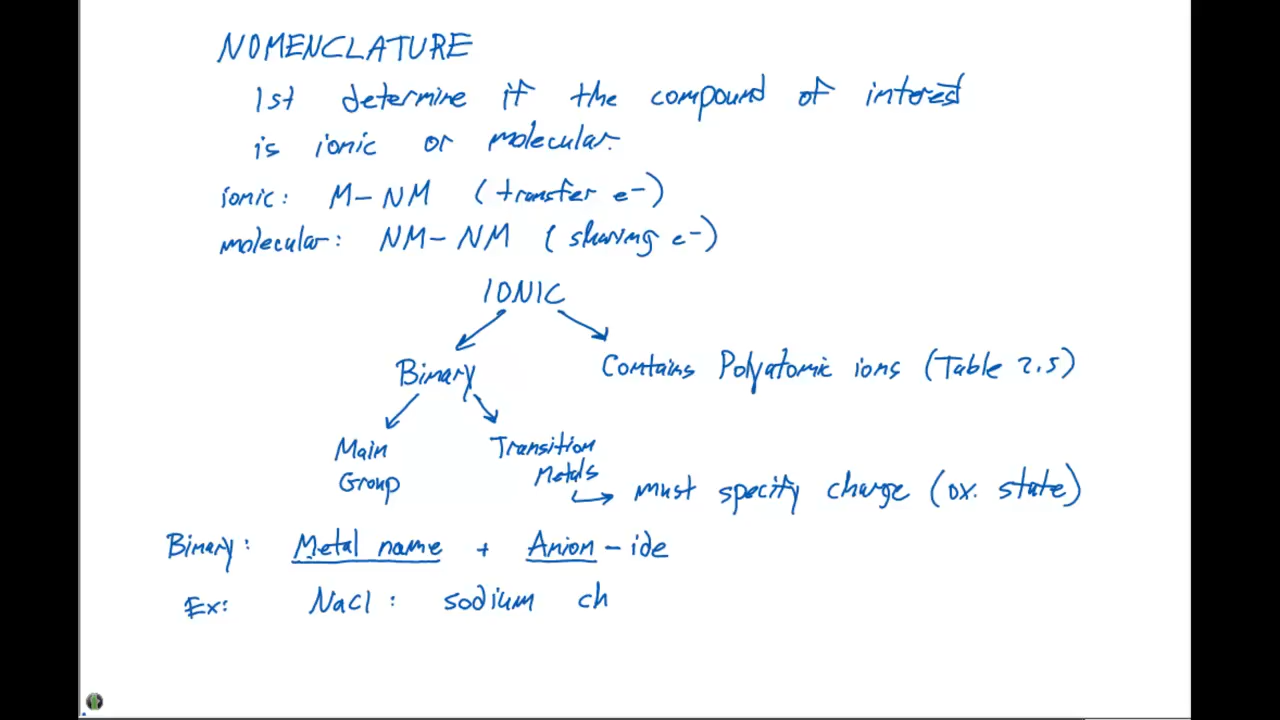 NOMENCLATURE
1st determine if the compound of interest
is ionic or molecular.
ionic: M-NM (transfer e-)
molecular: NM-NM (sharing e-)
IONIC
Binary
Contains Polyatomic ions (Table 2.5)
Main
Group
Transition
Metals
must specify charge (ox. state)
Binary: Metal name + Anion-ide
Ex: NaCl: sodium ch